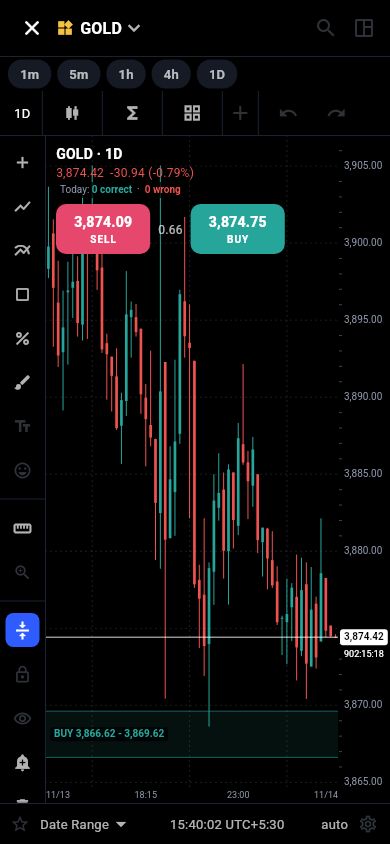 GOLD
1m 5m 1h 4h 1D
1D Σ
GOLD · 1D
3,874.42 -30.94 (-0.79%)
Today: 0 correct · 0 wrong
3,874.09
SELL
0.66
3,874.75
BUY
3,905.00
3,900.00
3,895.00
3,890.00
3,885.00
3,880.00
3,874.42
902:15:18
3,870.00
3,865.00
BUY 3,866.62 - 3,869.62
11/13 18:15 23:00 11/14
Date Range 15:40:02 UTC+5:30 auto